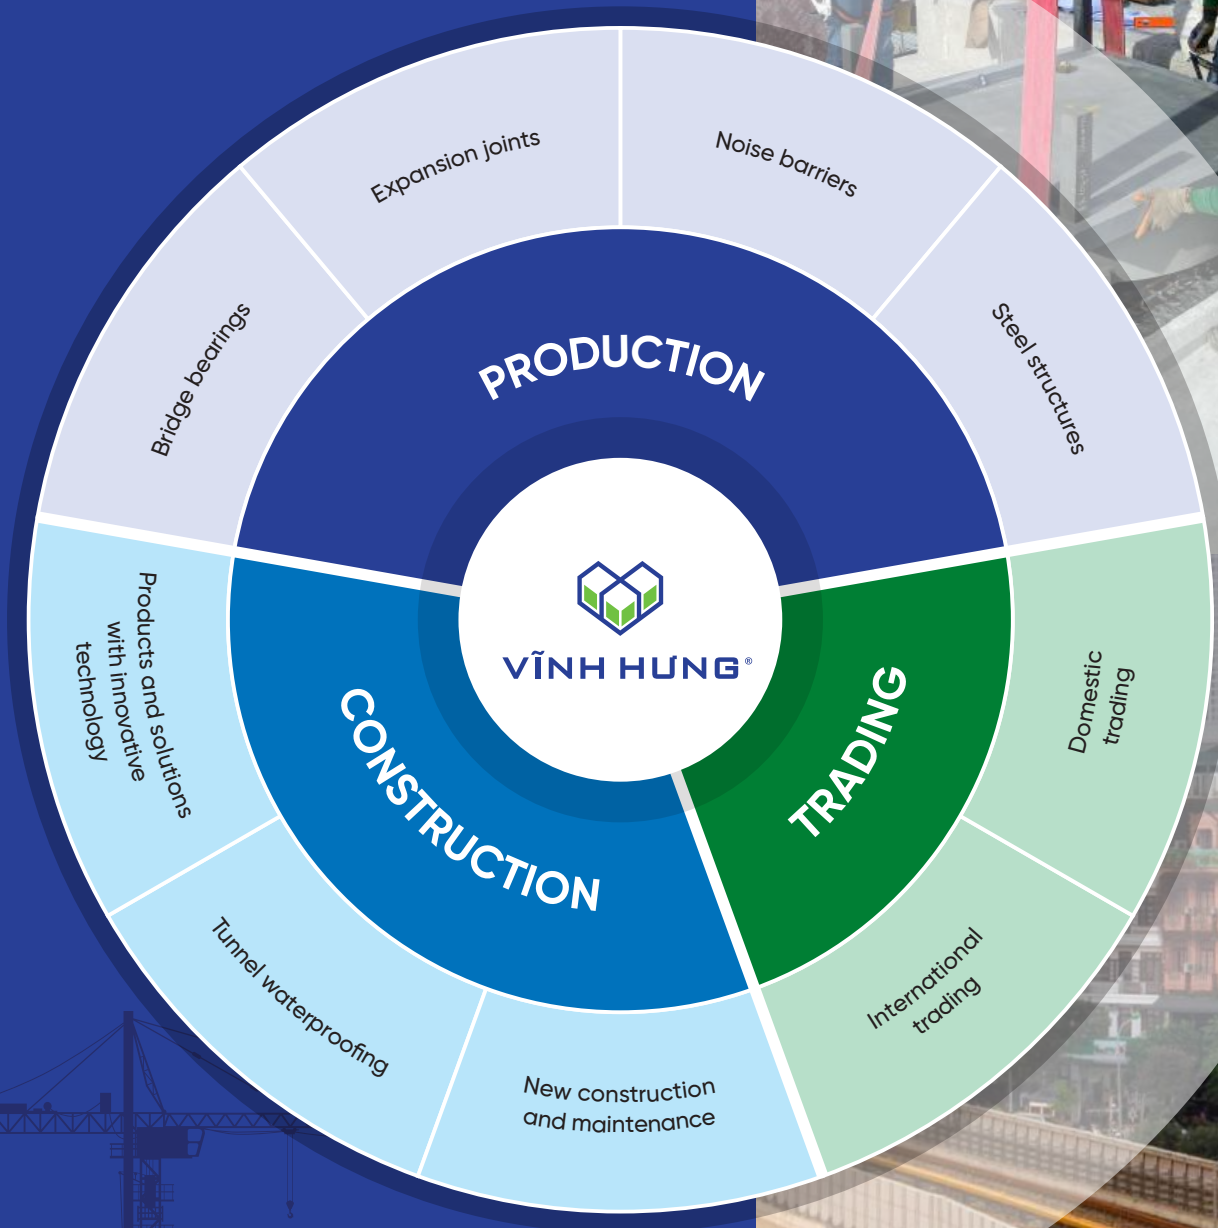 Expansion joints
Noise barriers
Bridge bearings
Steel structures
PRODUCTION
VĨNH HƯNG®
Products and solutions
with innovative
technology
CONSTRUCTION
TRADING
Domestic
trading
Tunnel waterproofing
International
trading
New construction
and maintenance